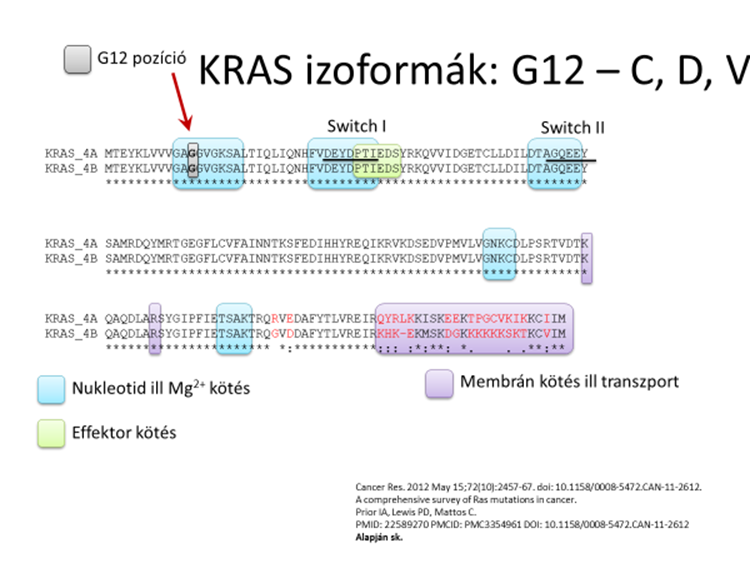 G12 pozíció
KRAS izoformák: G12 – C, D, V
Switch I
Switch II
KRAS_4A MTEYKLVVVGAGGVGKSALTIQLIQNHFVDEYDPTIEDSYRKQVVIDGETCLLDILDTAGQEEY
KRAS_4B MTEYKLVVVGAGGVGKSALTIQLIQNHFVDEYDPTIEDSYRKQVVIDGETCLLDILDTAGQEEY
****************************************************************
KRAS_4A SAMRDQYMRTGEGFLCVFAINNTKSFEDIHHYREQIKRVKDSEDVPMVLVGNKCDLPSRTVDTK
KRAS_4B SAMRDQYMRTGEGFLCVFAINNTKSFEDIHHYREQIKRVKDSEDVPMVLVGNKCDLPSRTVDTK
****************************************************************
KRAS_4A QAQDLARSYGIPFIETSAKTRQRVEDAFYTLVREIRQYRLKKISKEEKTPGCVKIKKCIIM
KRAS_4B QAQDLARSYGIPFIETSAKTRQGVDDAFYTLVREIRKHK-EKMSKDGKKKKKKSKTKCVIM
Nukleotid ill Mg²⁺ kötés
Membrán kötés ill transzport
Effektor kötés
Cancer Res. 2012 May 15;72(10):2457-67. doi: 10.1158/0008-5472.CAN-11-2612.
A comprehensive survey of Ras mutations in cancer.
Prior IA, Lewis PD, Mattos C.
PMID: 22589270 PMCID: PMC3354961 DOI: 10.1158/0008-5472.CAN-11-2612
Alapján sk.